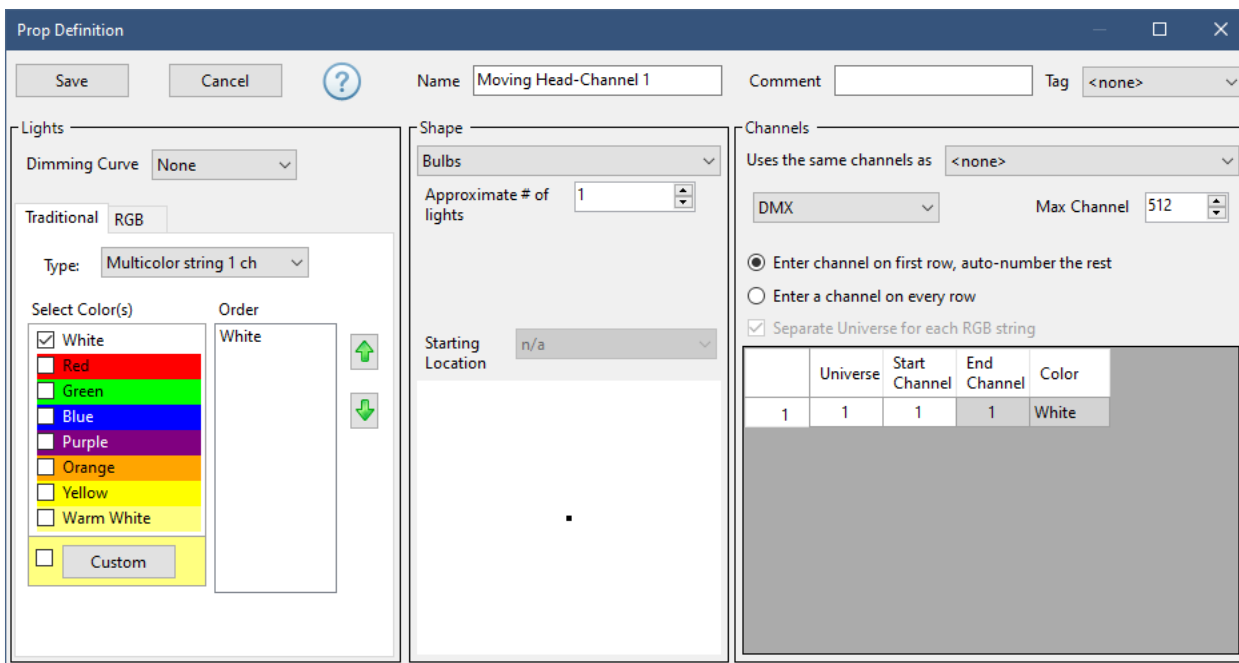 Prop Definition
Save Cancel ? Name Moving Head-Channel 1 Comment Tag <none>
Lights
Dimming Curve None
Traditional RGB
Type: Multicolor string 1 ch
Select Color(s) Order
White White
Red
Green
Blue
Purple
Orange
Yellow
Warm White
Custom
Shape
Bulbs
Approximate # of
lights
1
Starting
Location
n/a
Channels
Uses the same channels as <none>
DMX Max Channel 512
Enter channel on first row, auto-number the rest
Enter a channel on every row
Separate Universe for each RGB string
Universe Start Channel End Channel Color
1 1 1 1 White